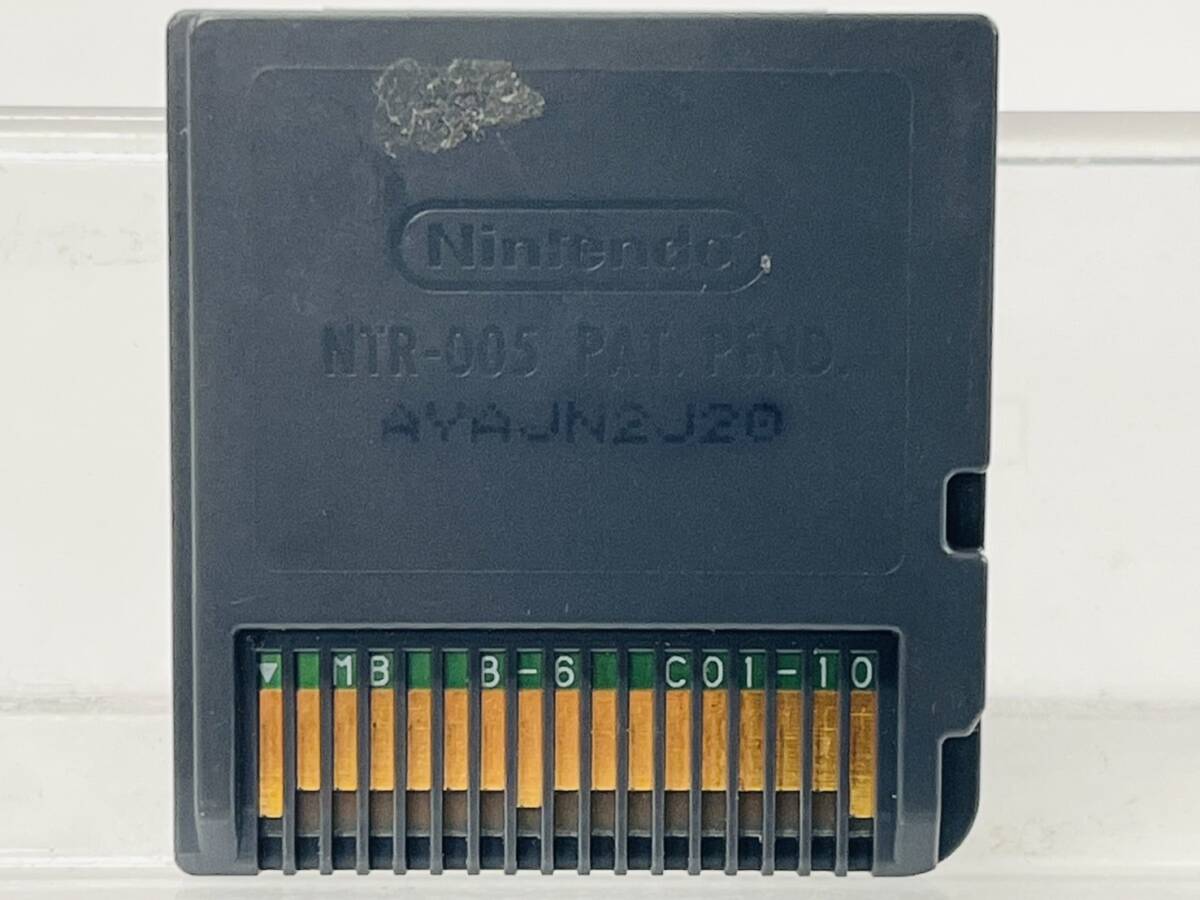 Nintendo
NTR-005 PAT. PEND.
AYAJN2J20
▼ MB B-6 C01-10